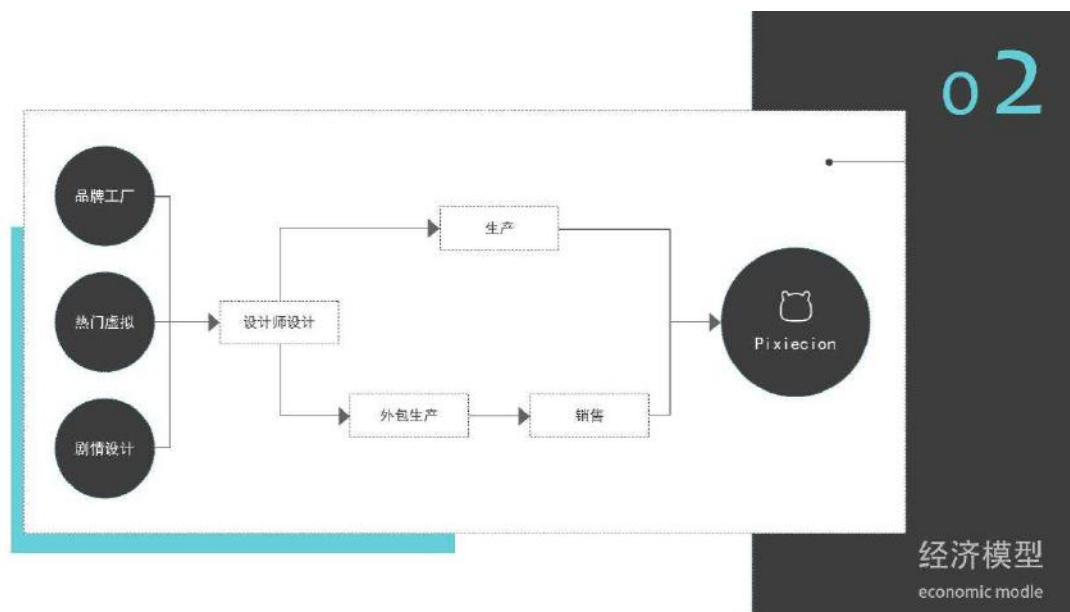 02
品牌工厂
热门虚拟
剧情设计
设计师设计
生产
外包生产
销售
Pixiecion
经济模型
economic modle